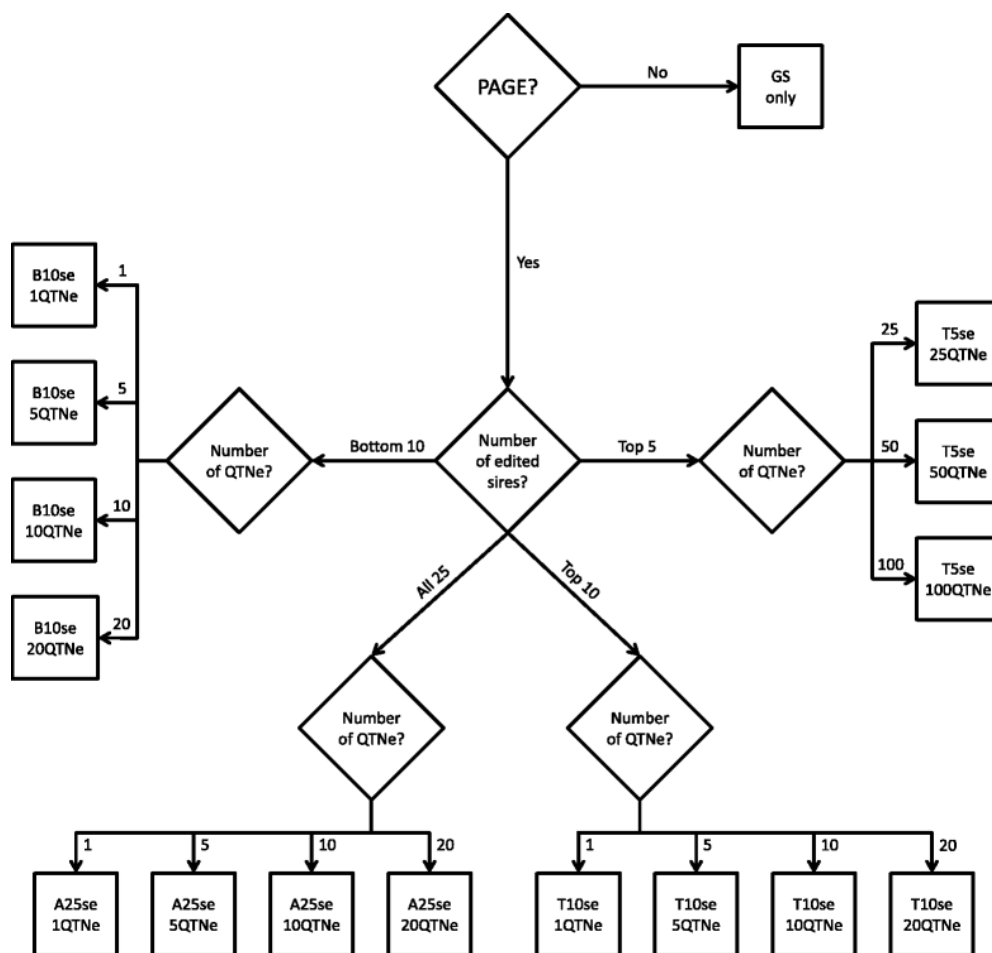 PAGE?
No
GS
only
Yes
Number
of edited
sires?
Bottom 10
Number
of QTNe?
1
B10se
1QTNe
5
B10se
5QTNe
10
B10se
10QTNe
20
B10se
20QTNe
Top 5
Number
of QTNe?
25
T5se
25QTNe
50
T5se
50QTNe
100
T5se
100QTNe
All 25
Number
of QTNe?
1
A25se
1QTNe
5
A25se
5QTNe
10
A25se
10QTNe
20
A25se
20QTNe
Top 10
Number
of QTNe?
1
T10se
1QTNe
5
T10se
5QTNe
10
T10se
10QTNe
20
T10se
20QTNe